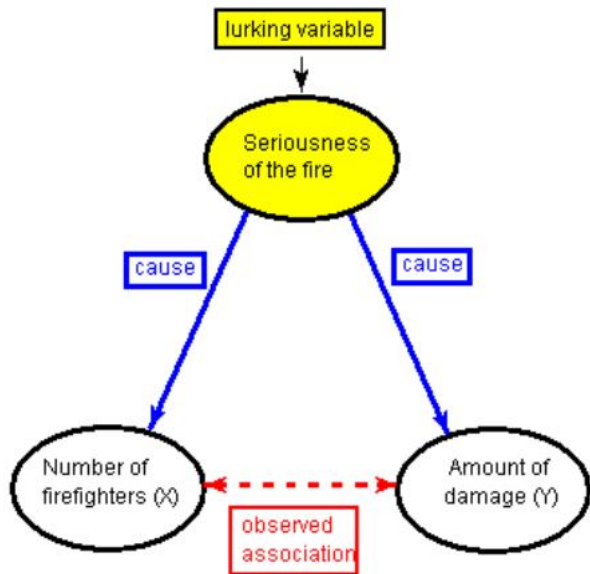 lurking variable
Seriousness
of the fire
cause
cause
Number of
firefighters (X)
Amount of
damage (Y)
observed
association